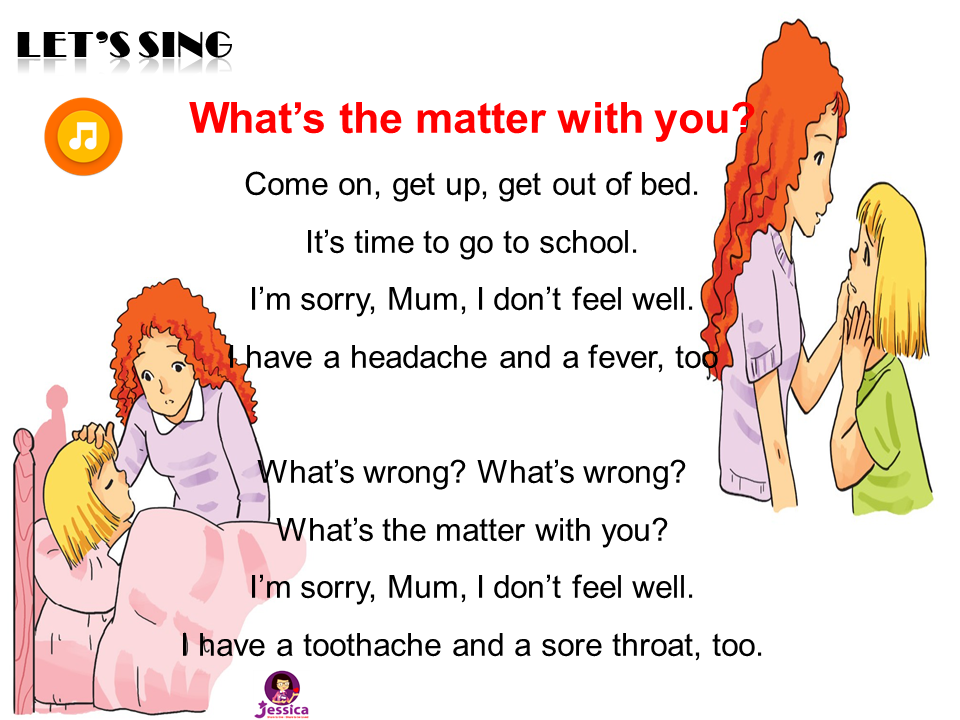 LET'S SING
What's the matter with you?
Come on, get up, get out of bed.
It's time to go to school.
I'm sorry, Mum, I don't feel well.
I have a headache and a fever, too
What's wrong? What's wrong?
What's the matter with you?
I'm sorry, Mum, I don't feel well.
I have a toothache and a sore throat, too.
Jessica